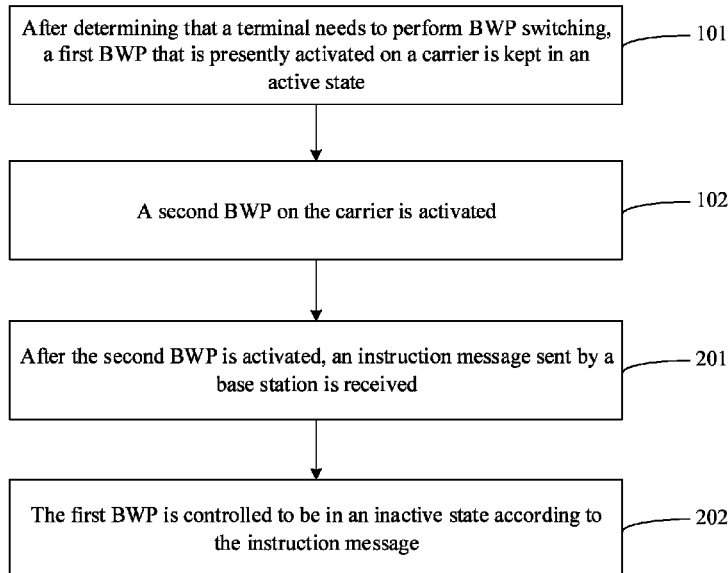 After determining that a terminal needs to perform BWP switching,
a first BWP that is presently activated on a carrier is kept in an
active state
101
A second BWP on the carrier is activated
102
After the second BWP is activated, an instruction message sent by a
base station is received
201
The first BWP is controlled to be in an inactive state according to
the instruction message
202